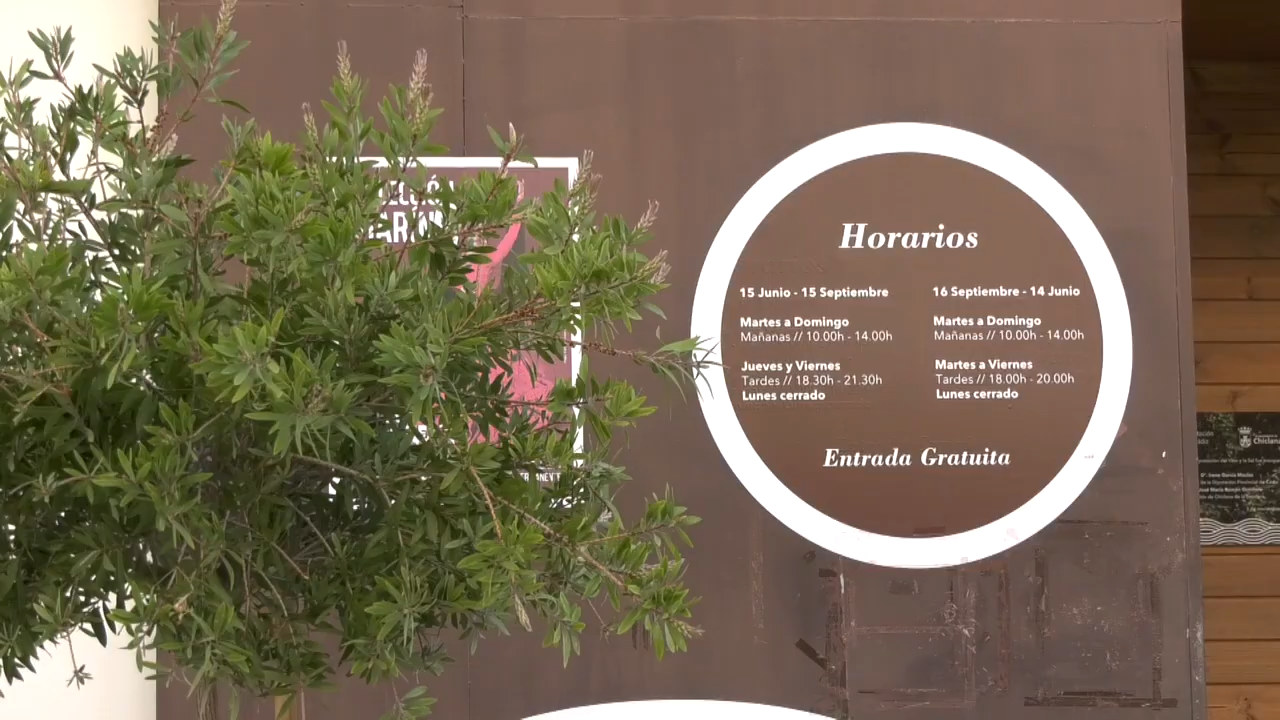 Horarios
15 Junio - 15 Septiembre
Martes a Domingo
Mañanas // 10.00h - 14.00h
Jueves y Viernes
Tardes // 18.30h - 21.30h
Lunes cerrado
16 Septiembre - 14 Junio
Martes a Domingo
Mañanas // 10.00h - 14.00h
Martes a Viernes
Tardes // 18.00h - 20.00h
Lunes cerrado
Entrada Gratuita
Chiclana